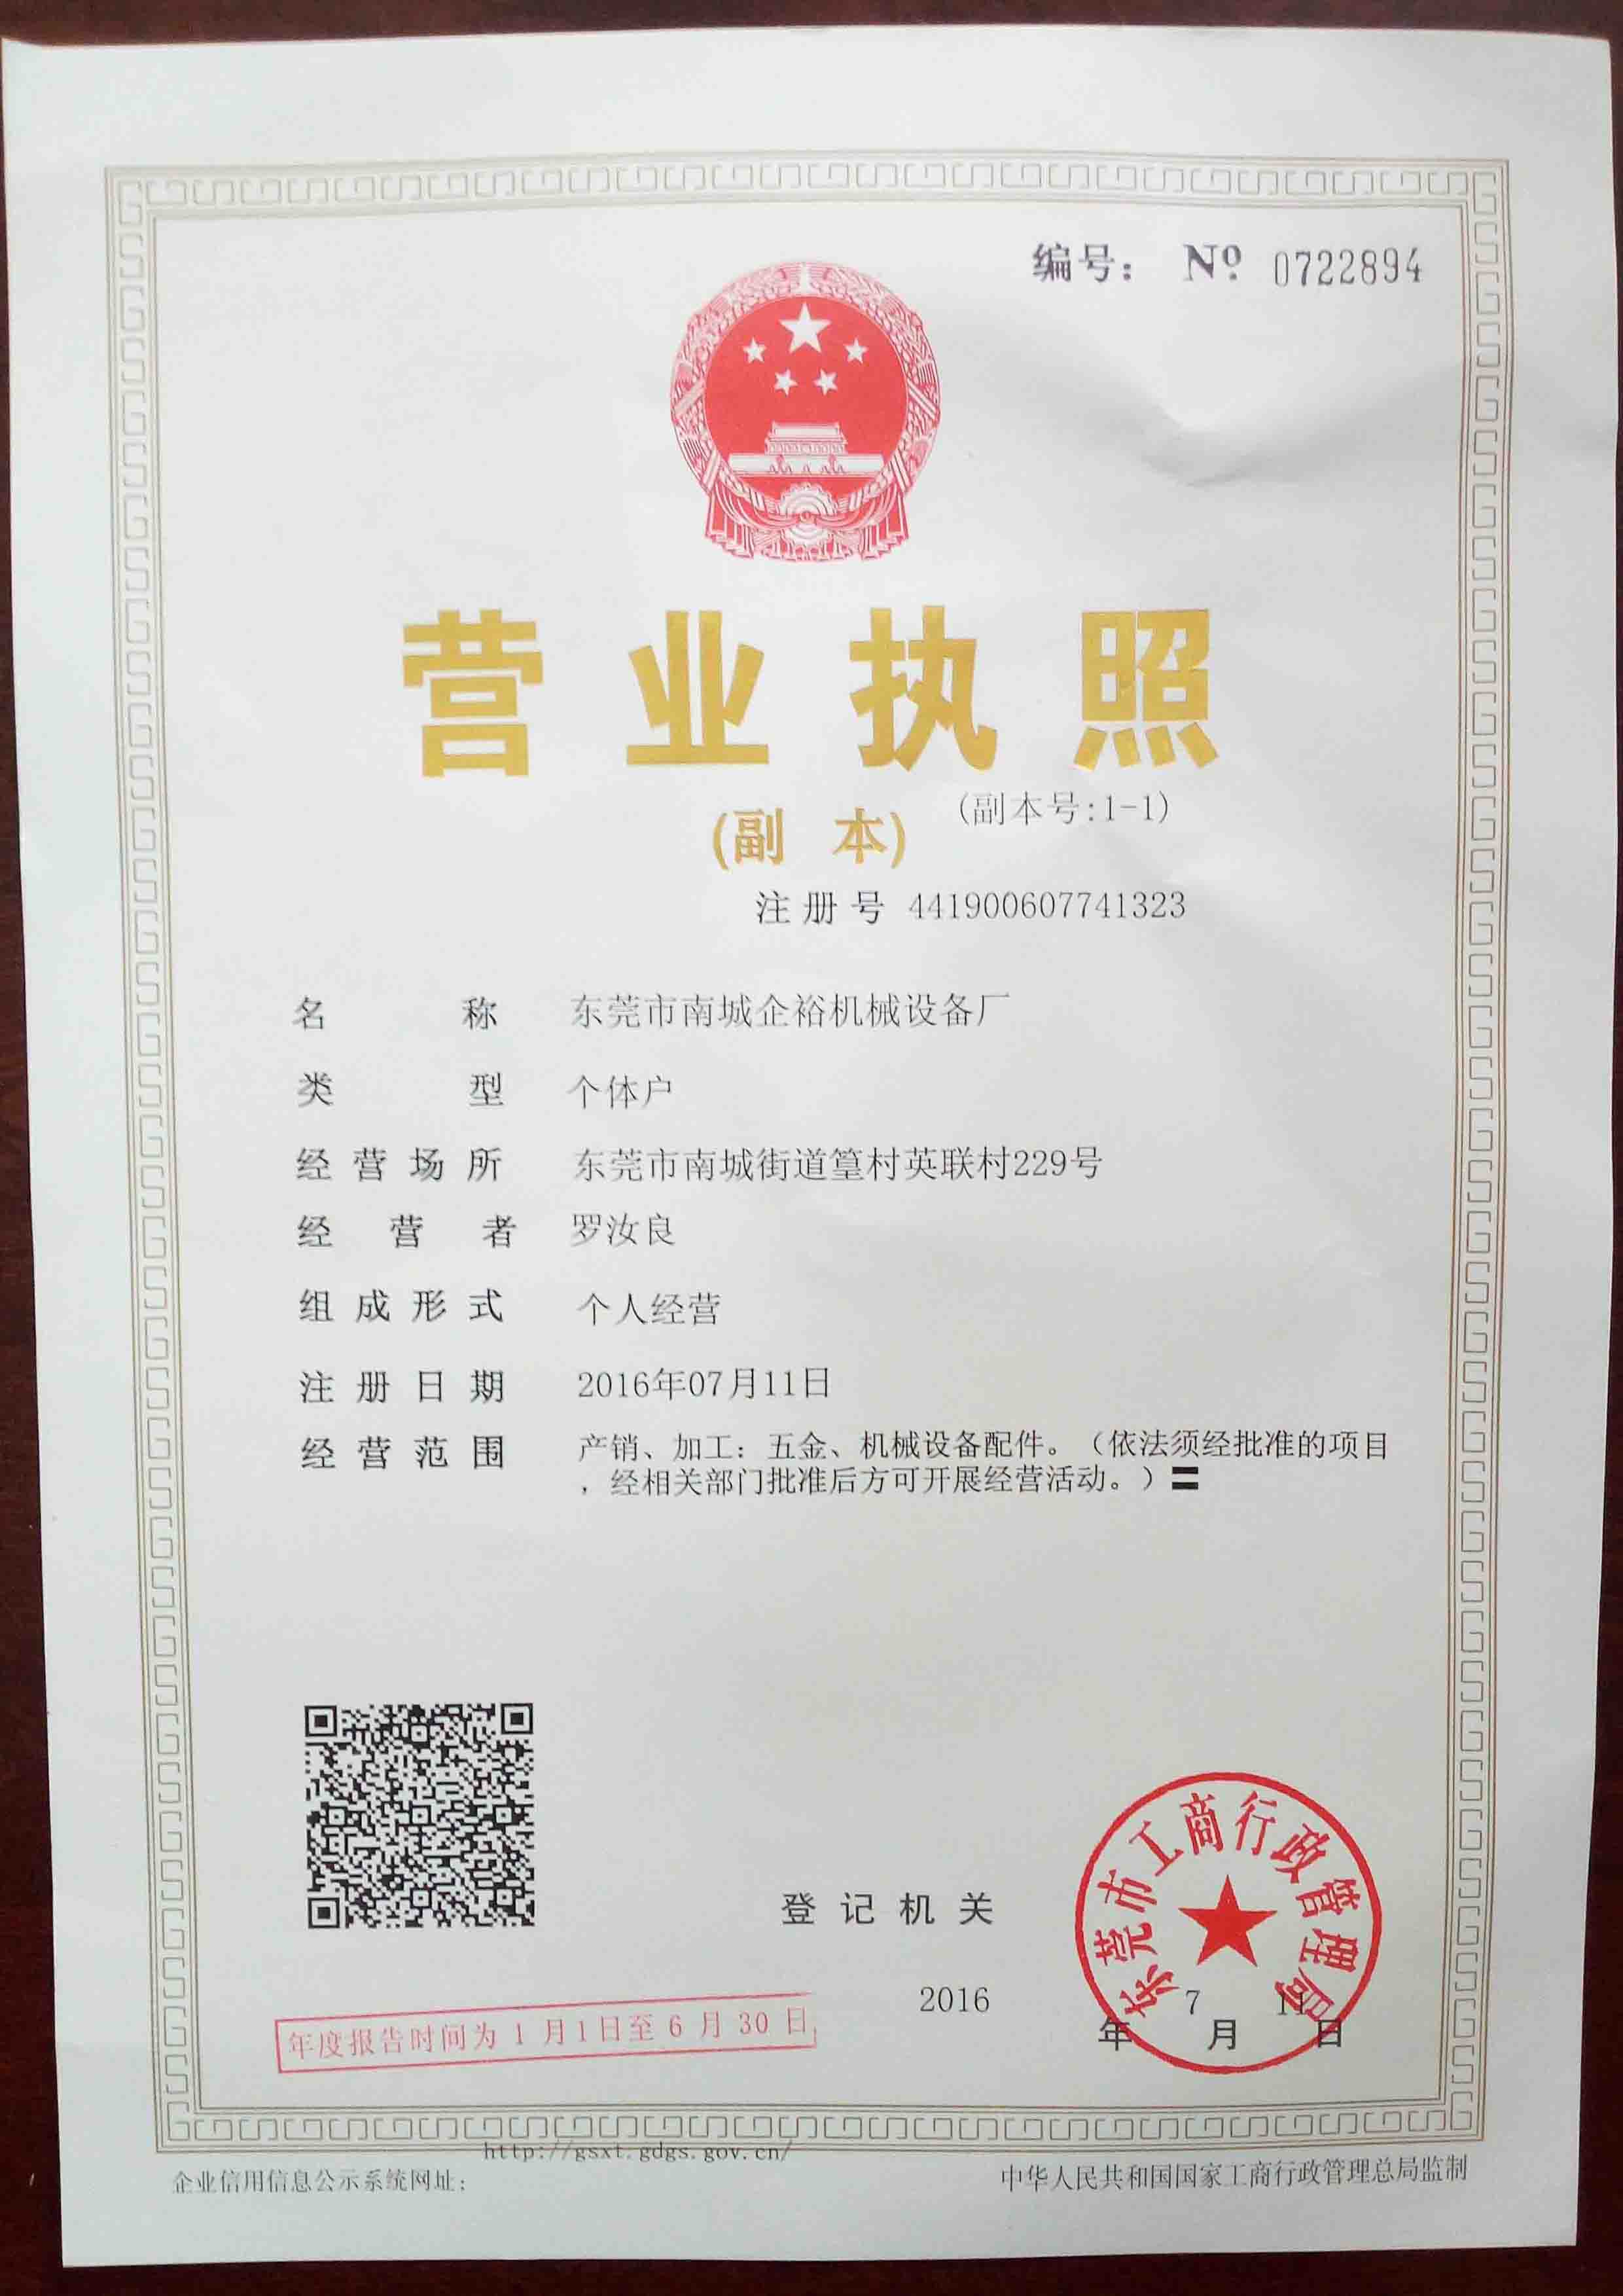 编号: Nº 0722894
营业执照
(副 本) (副本号:1-1)
注册号 441900607741323
名 称 东莞市南城企裕机械设备厂
类 型 个体户
经营场所 东莞市南城街道篁村英联村229号
经 营 者 罗汝良
组成形式 个人经营
注册日期 2016年07月11日
经营范围 产销、加工：五金、机械设备配件。（依法须经批准的项目
，经相关部门批准后方可开展经营活动。）
东莞市工商行政管理局
登记机关
2016 年 7 月 11 日
年度报告时间为1月1日至6月30日
http://gsxt.gdgs.gov.cn/
企业信用信息公示系统网址：
中华人民共和国国家工商行政管理总局监制